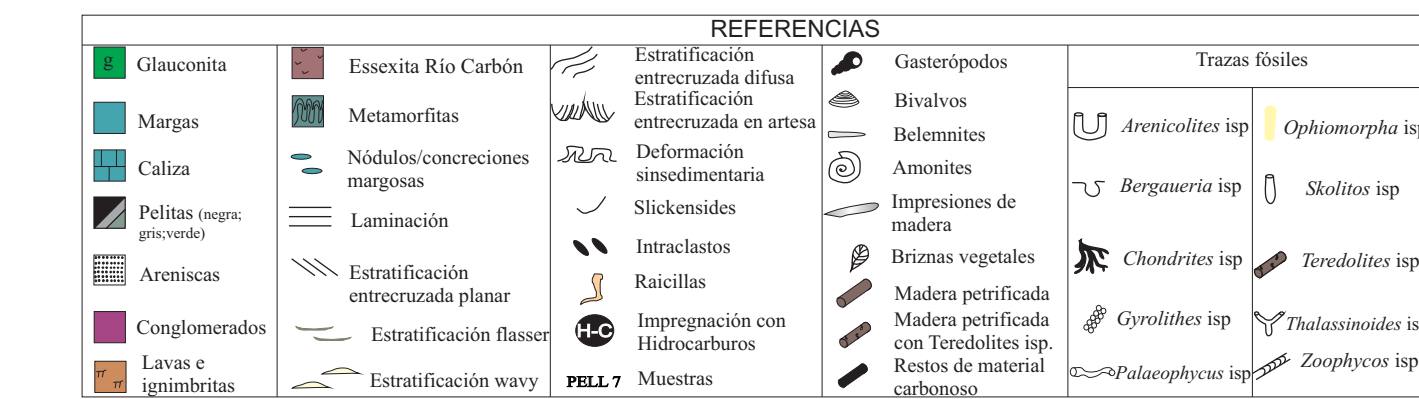 REFERENCIAS
g Glauconita
Margas
Caliza
Pelitas (negra;
gris;verde)
Areniscas
Conglomerados
Lavas e
ignimbritas
Essexita Río Carbón
Metamorfitas
Nódulos/concreciones
margosas
Laminación
Estratificación
entrecruzada planar
Estratificación flasser
Estratificación wavy
Estratificación
entrecruzada difusa
Estratificación
entrecruzada en artesa
Deformación
sinsedimentaria
Slickensides
Intraclastos
Raicillas
H-C Impregnación con
Hidrocarburos
PELL 7 Muestras
Gasterópodos
Bivalvos
Belemnites
Amonites
Impresiones de
madera
Briznas vegetales
Madera petrificada
Madera petrificada
con Teredolites isp.
Restos de material
carbonoso
Trazas fósiles
Arenicolites isp
Bergaueria isp
Chondrites isp
Gyrolithes isp
Palaeophycus isp
Ophiomorpha isp
Skolitos isp
Teredolites isp
Thalassinoides is
Zoophycos isp